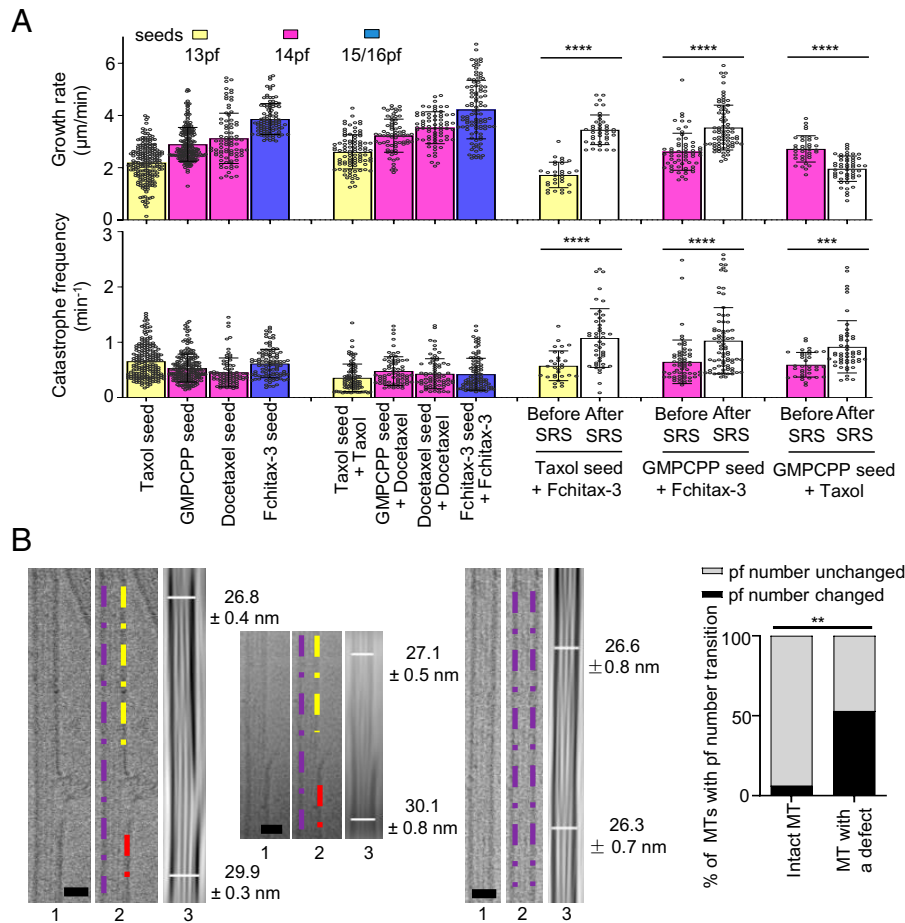 A
seeds
13pf
14pf
15/16pf
Growth rate
(µm/min)
6
4
2
0
****
****
****
Catastrophe frequency
(min-1)
3
2
1
0
****
****
***
Taxol seed
GMPCPP seed
Docetaxel seed
Fchitax-3 seed
Taxol seed
+ Taxol
GMPCPP seed
+ Docetaxel
Docetaxel seed
+ Docetaxel
Fchitax-3 seed
+ Fchitax-3
Before After
SRS SRS
Taxol seed
+ Fchitax-3
Before After
SRS SRS
GMPCPP seed
+ Fchitax-3
Before After
SRS SRS
GMPCPP seed
+ Taxol
B
26.8
± 0.4 nm
29.9
± 0.3 nm
1 2 3
27.1
± 0.5 nm
30.1
± 0.8 nm
1 2 3
26.6
± 0.8 nm
26.3
± 0.7 nm
1 2 3
pf number unchanged
pf number changed
% of MTs with pf number transition
100
50
0
**
Intact MT
MT with
a defect